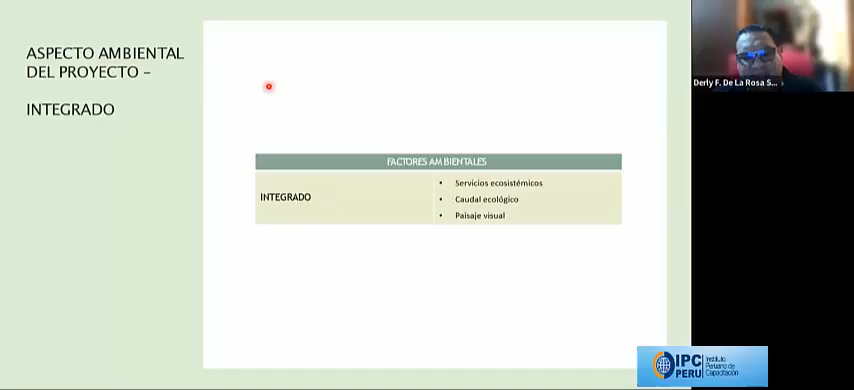 ASPECTO AMBIENTAL
DEL PROYECTO –
INTEGRADO
FACTORES AMBIENTALES
INTEGRADO
• Servicios ecosistémicos
• Caudal ecológico
• Paisaje visual
Derly F. De La Rosa S...
IPC
PERU
Instituto
Peruano de
Capacitación